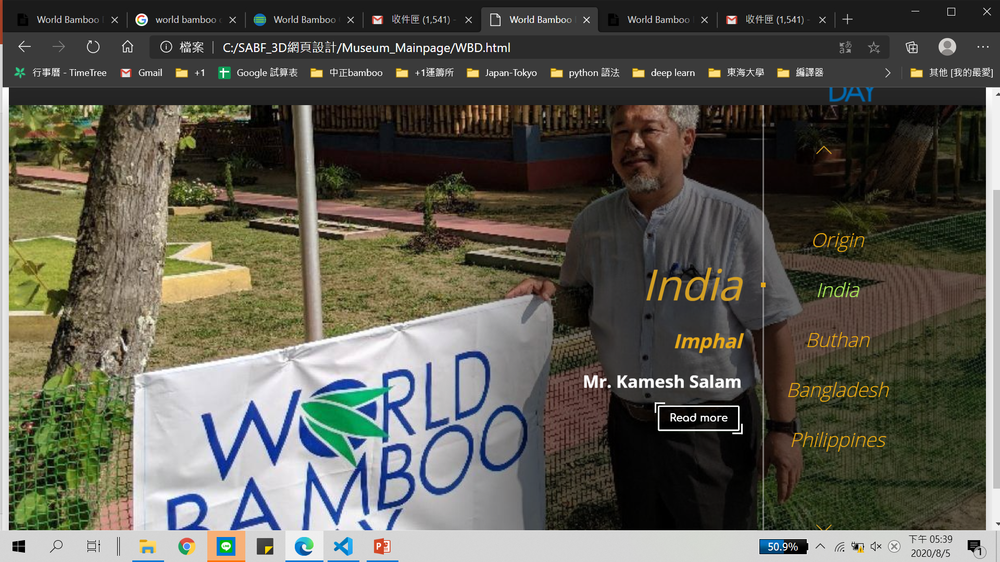 World Bamboo
world bamboo
World Bamboo
收件匣 (1,541) -
World Bamboo
World Bamboo
收件匣 (1,541) -
檔案
C:/SABF_3D網頁設計/Museum_Mainpage/WBD.html
行事曆 - TimeTree
Gmail
+1
Google 試算表
中正bamboo
+1運籌所
Japan-Tokyo
python 語法
deep learn
東海大學
編譯器
其他 [我的最愛]
DAY
Origin
India
India
Imphal
Buthan
Mr. Kamesh Salam
Bangladesh
Read more
Philippines
WORLD
BAMBOO
50.9%
下午 05:39
2020/8/5
1